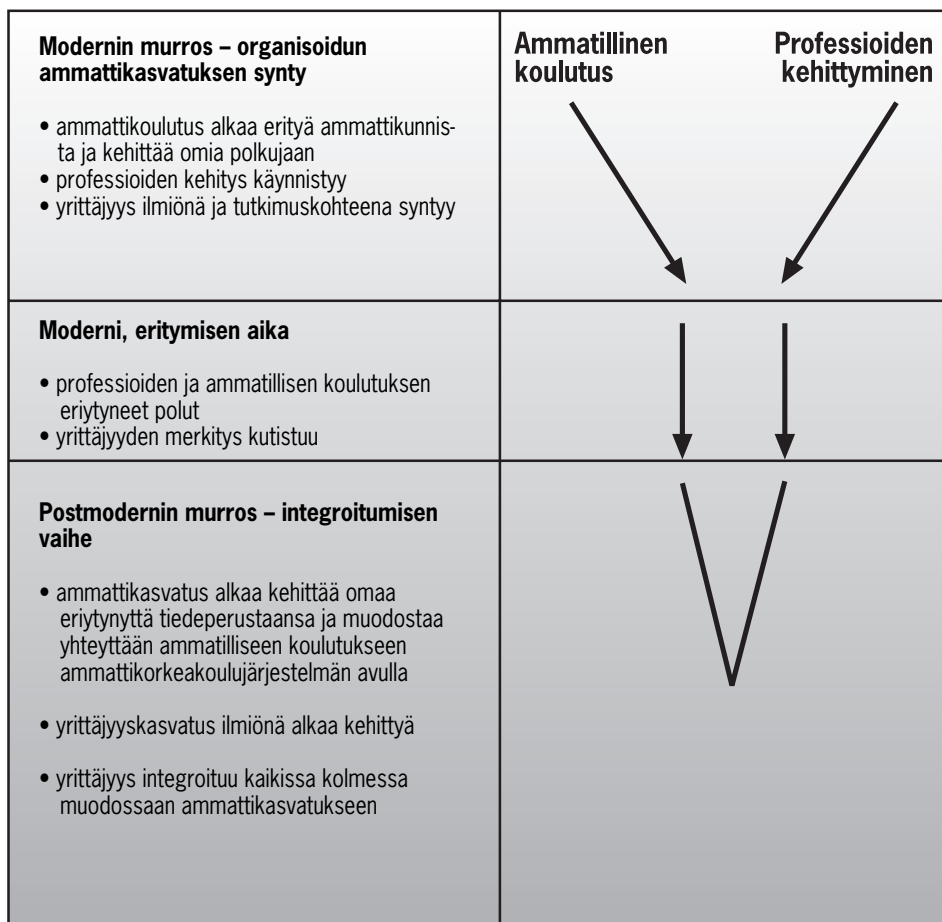 Modernin murros – organisoidun
ammattikasvatuksen synty
• ammattikoulutus alkaa erityä ammattikunnis-
ta ja kehittää omia polkujaan
• professioiden kehitys käynnistyy
• yrittäjyys ilmiönä ja tutkimuskohteena syntyy
Ammatillinen
koulutus
Professioiden
kehittyminen
Moderni, eritymisen aika
• professioiden ja ammatillisen koulutuksen
eriytyneet polut
• yrittäjyyden merkitys kutistuu
Postmodernin murros – integroitumisen
vaihe
• ammattikasvatus alkaa kehittää omaa
eriytynyttä tiedeperustaansa ja muodostaa
yhteyttään ammatilliseen koulutukseen
ammattikorkeakoulujärjestelmän avulla
• yrittäjyyskasvatus ilmiönä alkaa kehittyä
• yrittäjyys integroituu kaikissa kolmessa
muodossaan ammattikasvatukseen